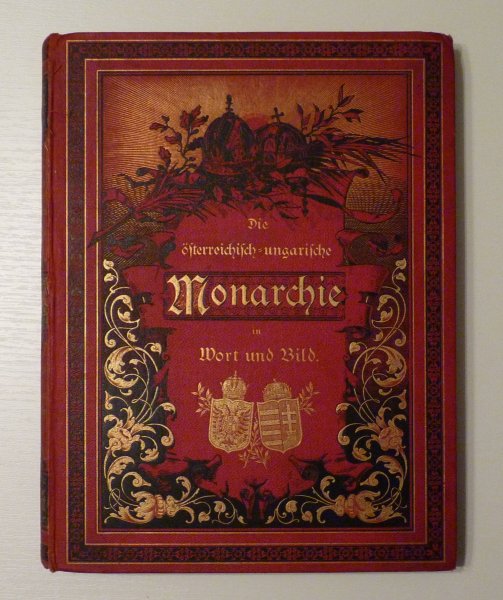 Die
österreichisch-ungarische
Monarchie
in
Wort und Bild.